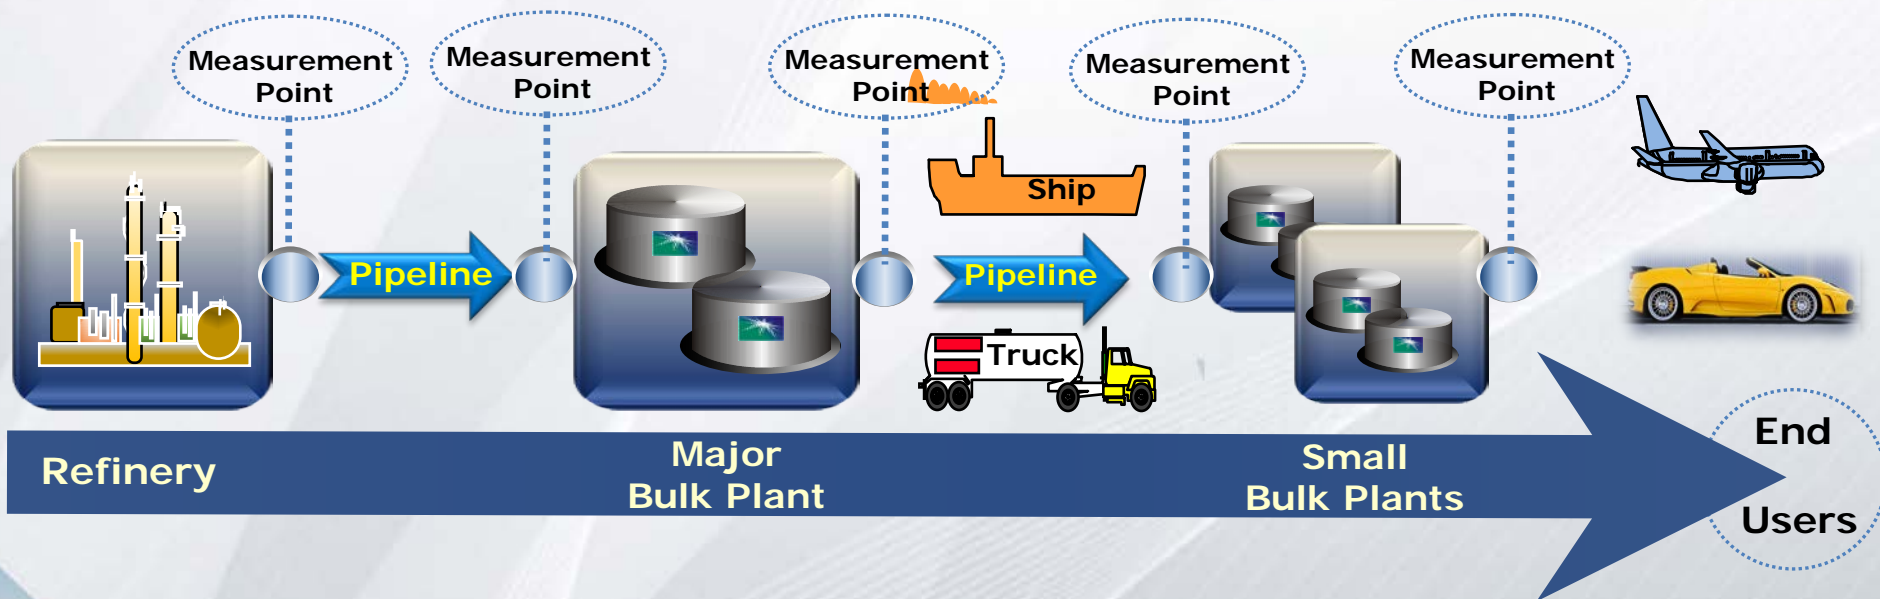 Measurement
Point
Measurement
Point
Measurement
Point
Measurement
Point
Measurement
Point
Pipeline
Ship
Pipeline
Truck
Refinery
Major
Bulk Plant
Small
Bulk Plants
End
Users